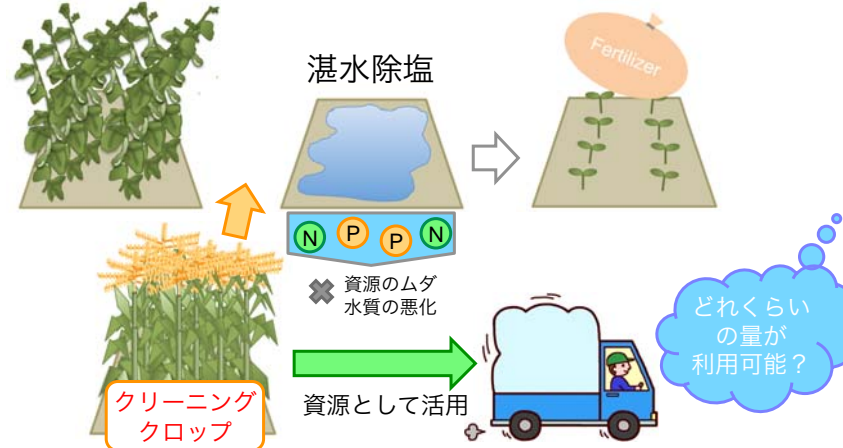 湛水除塩
Fertilizer
N P P N
資源のムダ
水質の悪化
どれくらい
の量が
利用可能？
クリーニング
クロップ
資源として活用